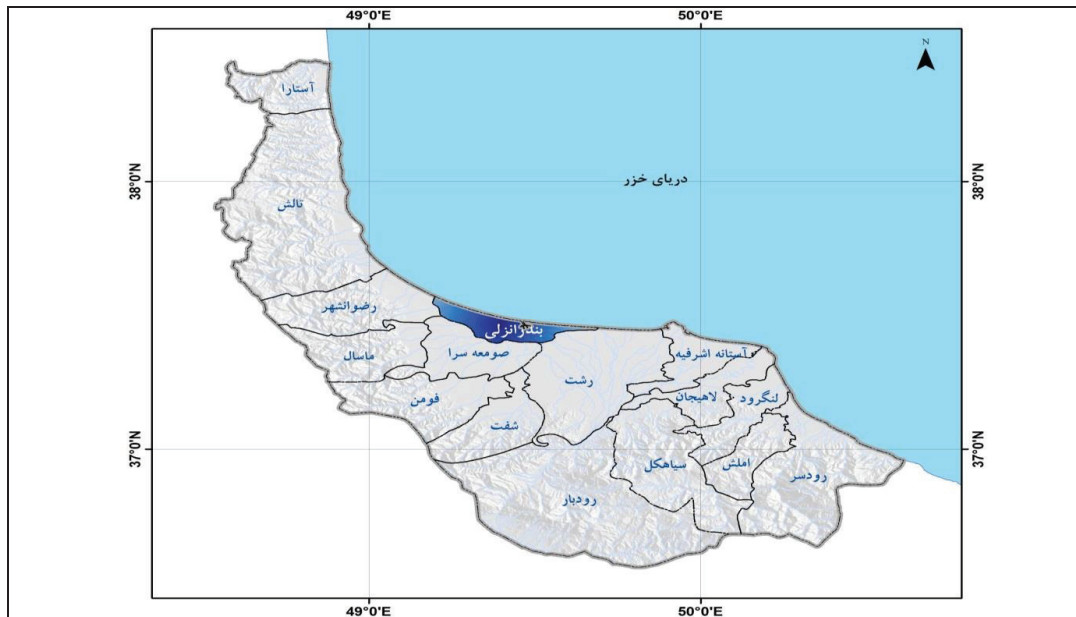 49°0'E
50°0'E
N
آستارا
38°0'N
38°0'N
دریای خزر
تالش
رضوانشهر
بندرانزلی
ماسال
صومعه سرا
آستانه اشرفیه
رشت
فومن
لاهیجان
لنگرود
شفت
37°0'N
37°0'N
سیاهکل
املش
رودسر
رودبار
49°0'E
50°0'E